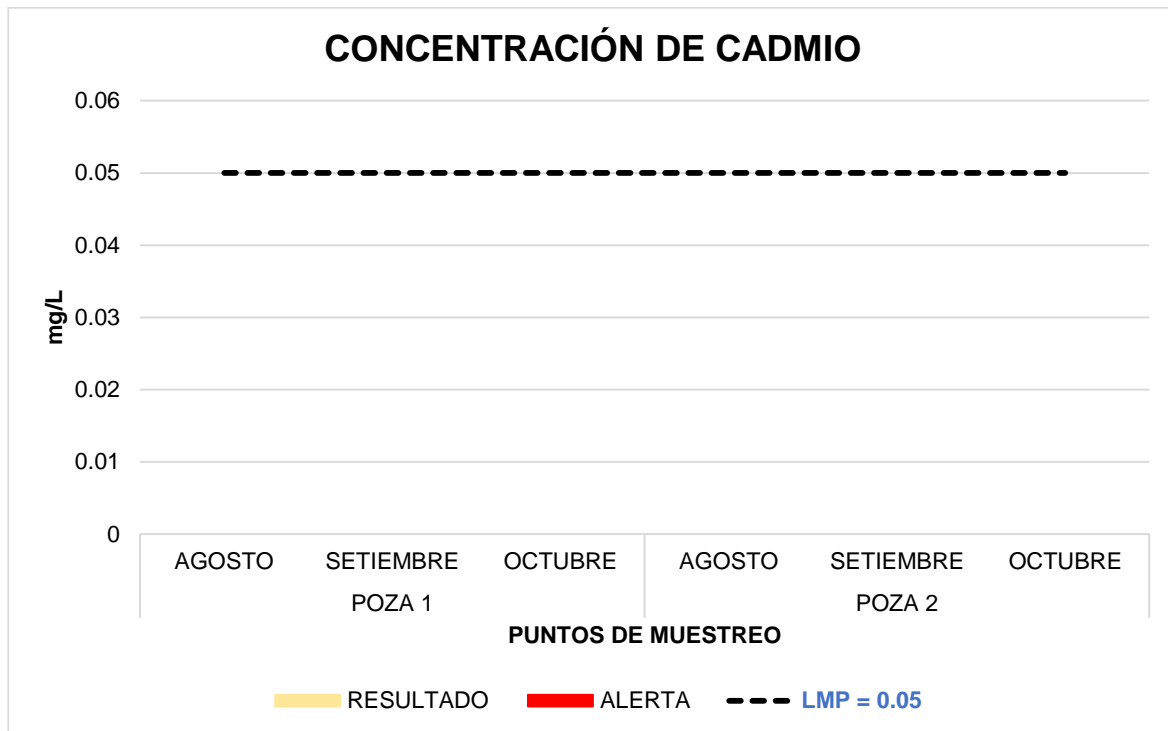 CONCENTRACIÓN DE CADMIO
0.06
0.05
0.04
0.03
0.02
0.01
0
mg/L
AGOSTO SETIEMBRE OCTUBRE AGOSTO SETIEMBRE OCTUBRE
POZA 1 POZA 2
PUNTOS DE MUESTREO
RESULTADO ALERTA LMP = 0.05